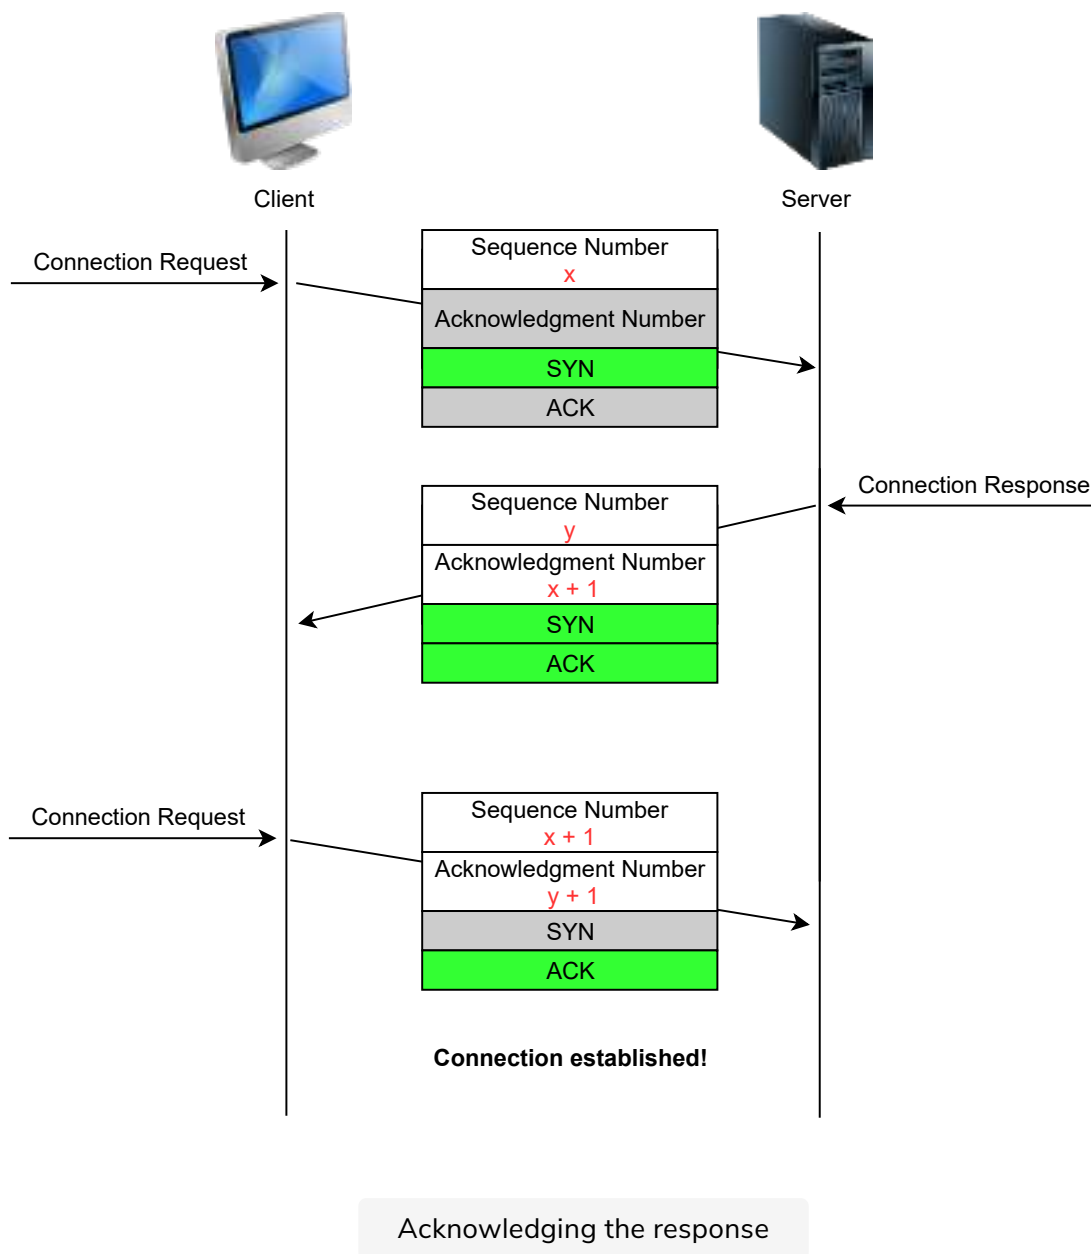 Client
Server
Connection Request
Sequence Number
x
Acknowledgment Number
SYN
ACK
Connection Response
Sequence Number
y
Acknowledgment Number
x + 1
SYN
ACK
Connection Request
Sequence Number
x + 1
Acknowledgment Number
y + 1
SYN
ACK
Connection established!
Acknowledging the response